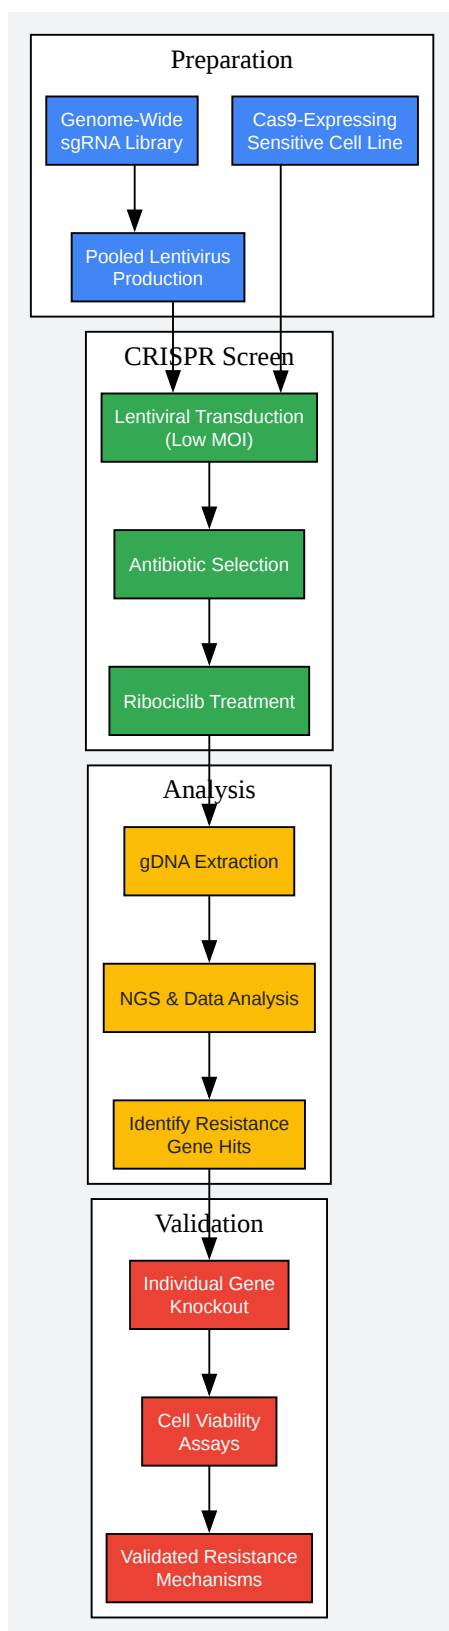 Preparation
Genome-Wide
sgRNA Library
Cas9-Expressing
Sensitive Cell Line
Pooled Lentivirus
Production
CRISPR Screen
Lentiviral Transduction
(Low MOI)
Antibiotic Selection
Ribociclib Treatment
Analysis
gDNA Extraction
NGS & Data Analysis
Identify Resistance
Gene Hits
Validation
Individual Gene
Knockout
Cell Viability
Assays
Validated Resistance
Mechanisms